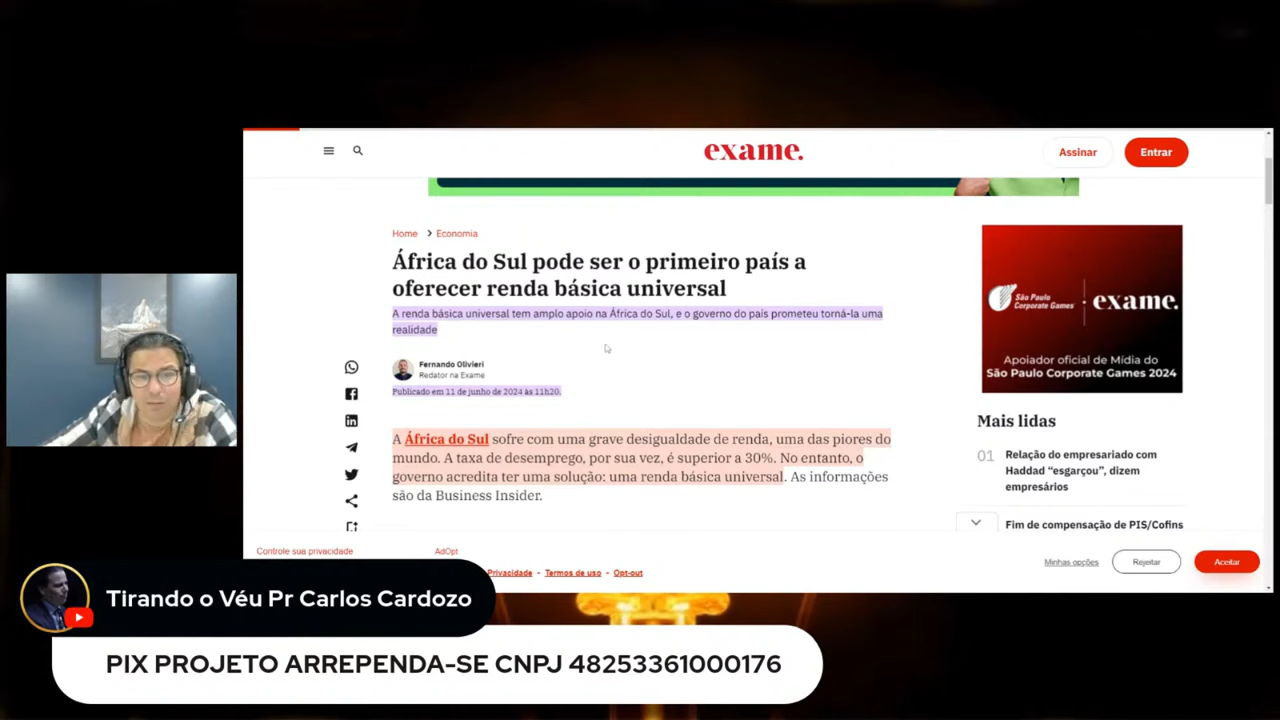 exame.
Assinar
Entrar
Home > Economia
África do Sul pode ser o primeiro país a
oferecer renda básica universal
A renda básica universal tem amplo apoio na África do Sul, e o governo do país prometeu torná-la uma
realidade
Fernando Olivieri
Redator na Exame
Publicado em 11 de junho de 2024 às 11h20.
A África do Sul sofre com uma grave desigualdade de renda, uma das piores do
mundo. A taxa de desemprego, por sua vez, é superior a 30%. No entanto, o
governo acredita ter uma solução: uma renda básica universal. As informações
são da Business Insider.
São Paulo
Corporate Games
exame.
Apoiador oficial de Mídia do
São Paulo Corporate Games 2024
Mais lidas
01 Relação do empresariado com
Haddad “esgarçou”, dizem
empresários
Fim de compensação de PIS/Cofins
Controle sua privacidade
AdOpt
Privacidade - Termos de uso - Opt-out
Minhas opções
Rejeitar
Aceitar
Tirando o Véu Pr Carlos Cardozo
PIX PROJETO ARREPENDA-SE CNPJ 48253361000176